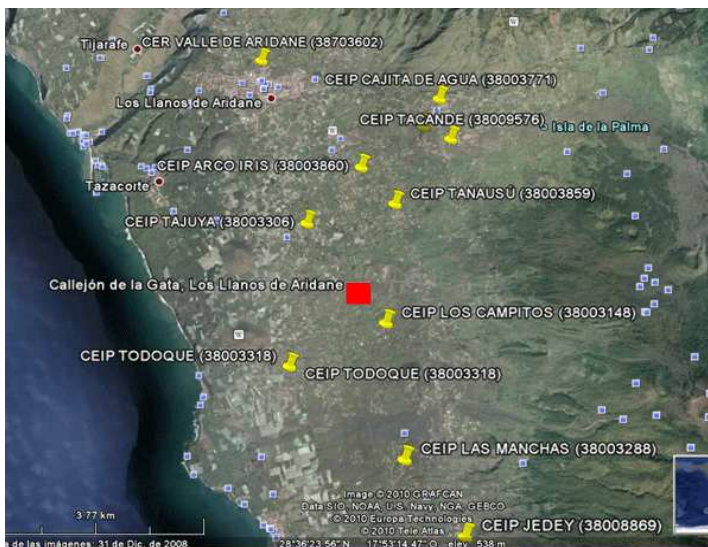 Tijarafe
CER VALLE DE ARIDANE (38703602)
CEIP CAJITA DE AGUA (38003771)
Los Llanos de Aridane
CEIP TACANDE (38009576)
Isla de la Palma
CEIP ARCO IRIS (38003860)
Tazacorte
CEIP TANAUSÚ (38003859)
CEIP TAJUYA (38003306)
Callejón de la Gata, Los Llanos de Aridane
CEIP LOS CAMPITOS (38003148)
CEIP TODOQUE (38003318)
CEIP TODOQUE (38003318)
CEIP LAS MANCHAS (38003288)
Image © 2010 GRAFCAN
Data SIO, NOAA, U.S. Navy, NGA, GEBCO
© 2010 Europa Technologies
© 2010 Tele Atlas
3.77 km
CEIP JEDEY (38008869)
a de las imágenes: 31 de Dic. de 2008
28°36'23.56" N 17°53'14.47" O elev. 538 m